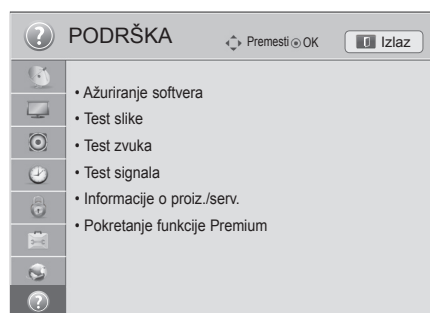 PODRŠKA
Premesti OK
Izlaz
• Ažuriranje softvera
• Test slike
• Test zvuka
• Test signala
• Informacije o proiz./serv.
• Pokretanje funkcije Premium